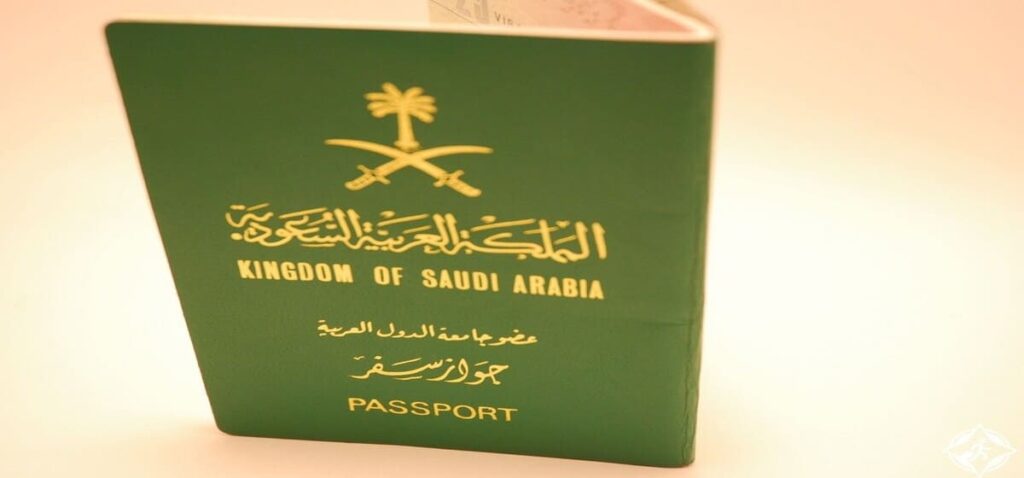 المملكة العربية السعودية
KINGDOM OF SAUDI ARABIA
عضو جامعة الدول العربية
جواز سفر
PASSPORT